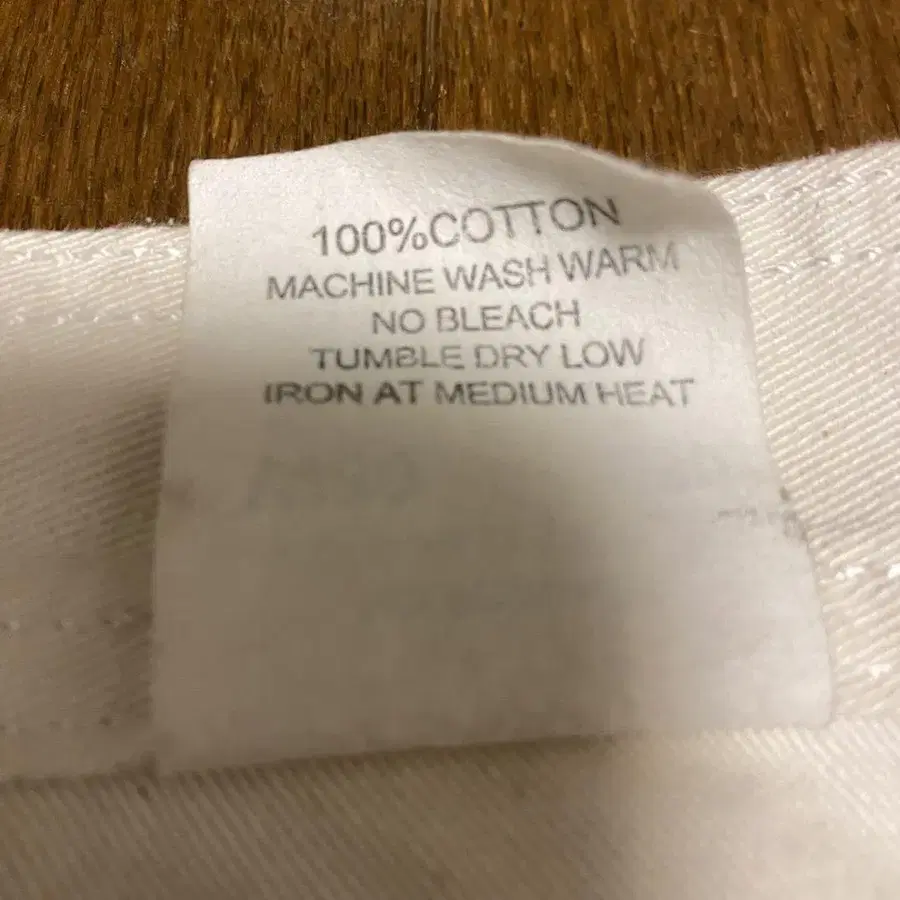 100%COTTON
MACHINE WASH WARM
NO BLEACH
TUMBLE DRY LOW
IRON AT MEDIUM HEAT